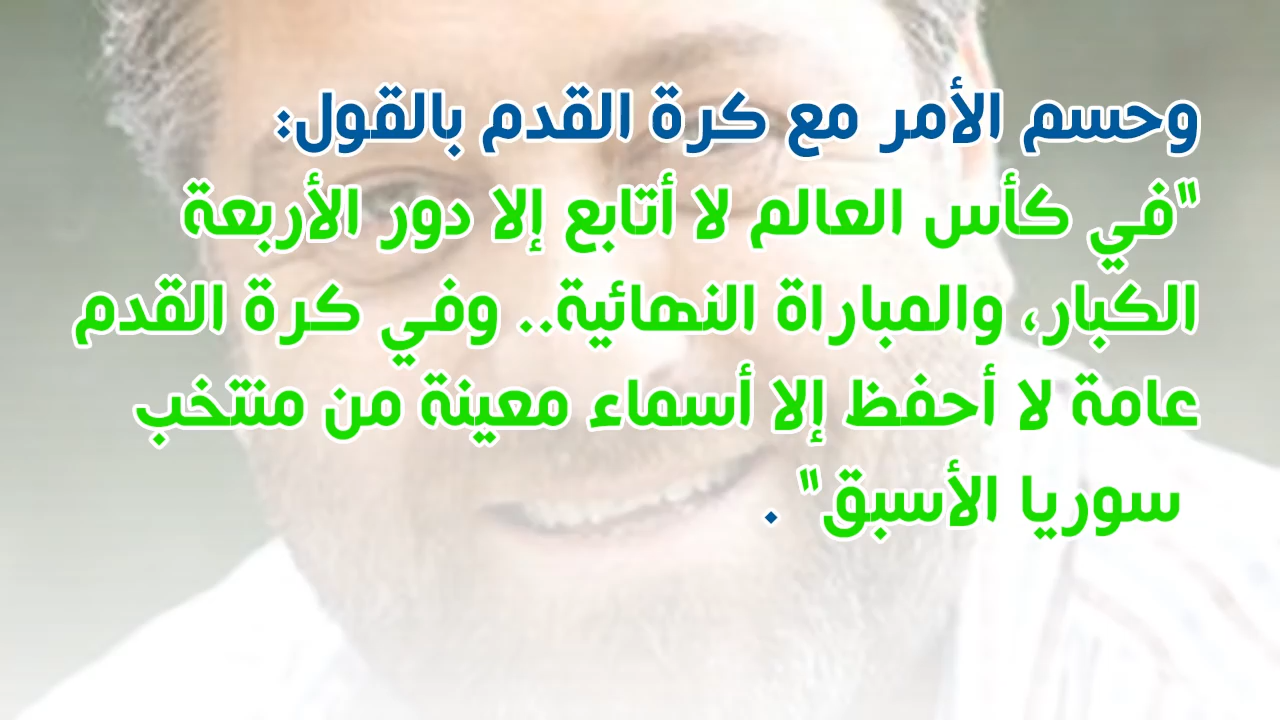 وحسم الأمر مع كرة القدم بالقول:
"في كأس العالم لا أتابع إلا دور الأربعة
الكبار، والمباراة النهائية.. وفي كرة القدم
عامة لا أحفظ إلا أسماء معينة من منتخب
سوريا الأسبق" .